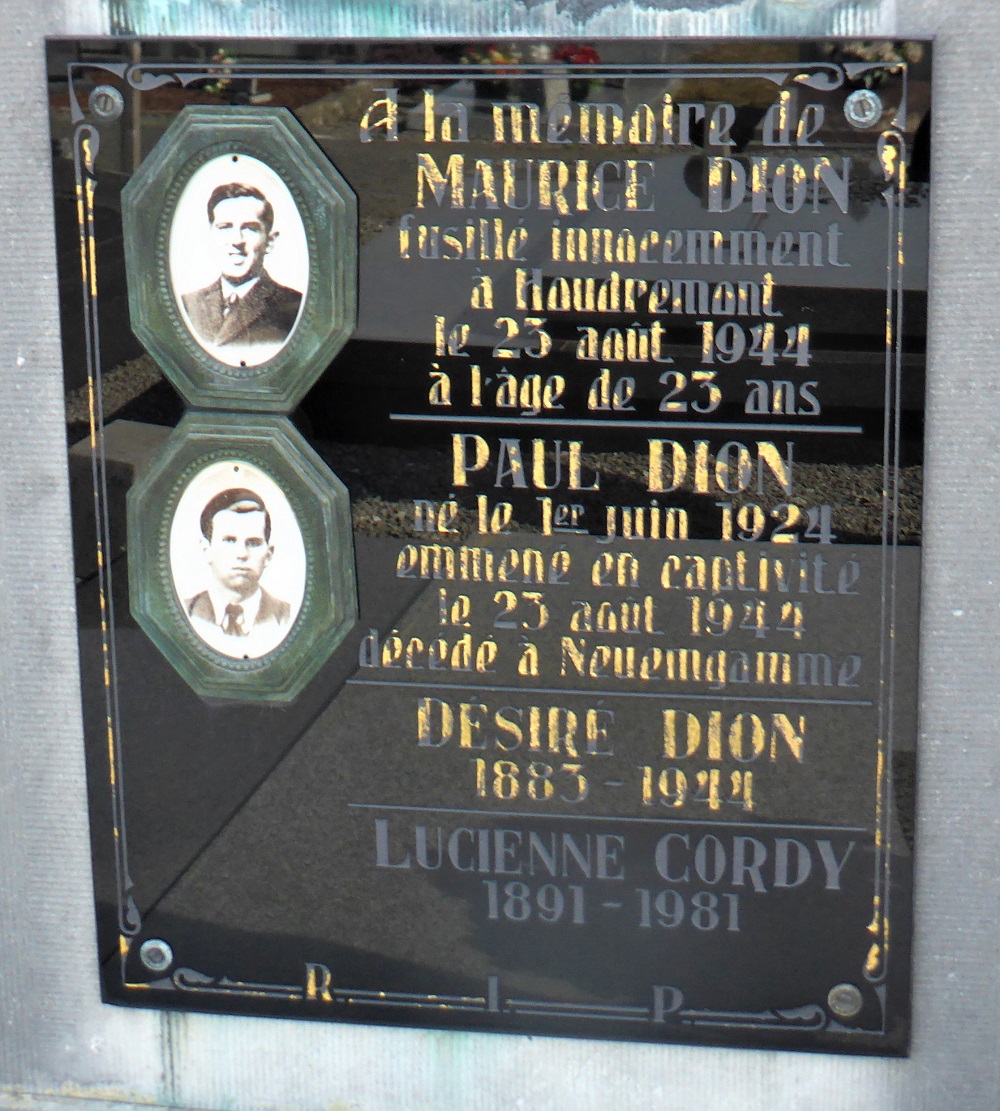 A la mémoire de
MAURICE DION
fusillé innocemment
à Houdremont
le 23 août 1944
à l'âge de 23 ans
PAUL DION
né le 1er juin 1924
emmené en captivité
le 23 août 1944
décédé à Neuemgamme
DÉSIRÉ DION
1883 - 1944
LUCIENNE CORDY
1891 - 1981
R I P